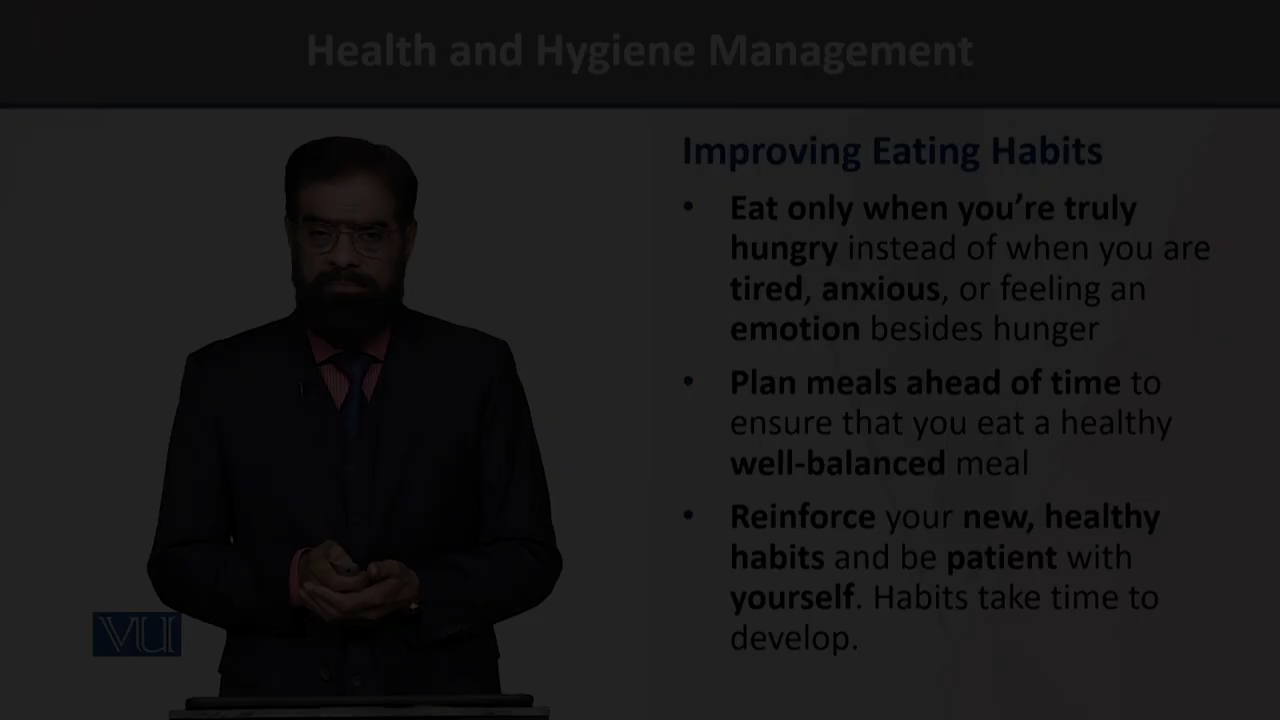 Health and Hygiene Management
Improving Eating Habits
• Eat only when you’re truly
hungry instead of when you are
tired, anxious, or feeling an
emotion besides hunger
• Plan meals ahead of time to
ensure that you eat a healthy
well-balanced meal
• Reinforce your new, healthy
habits and be patient with
yourself. Habits take time to
develop.
VU